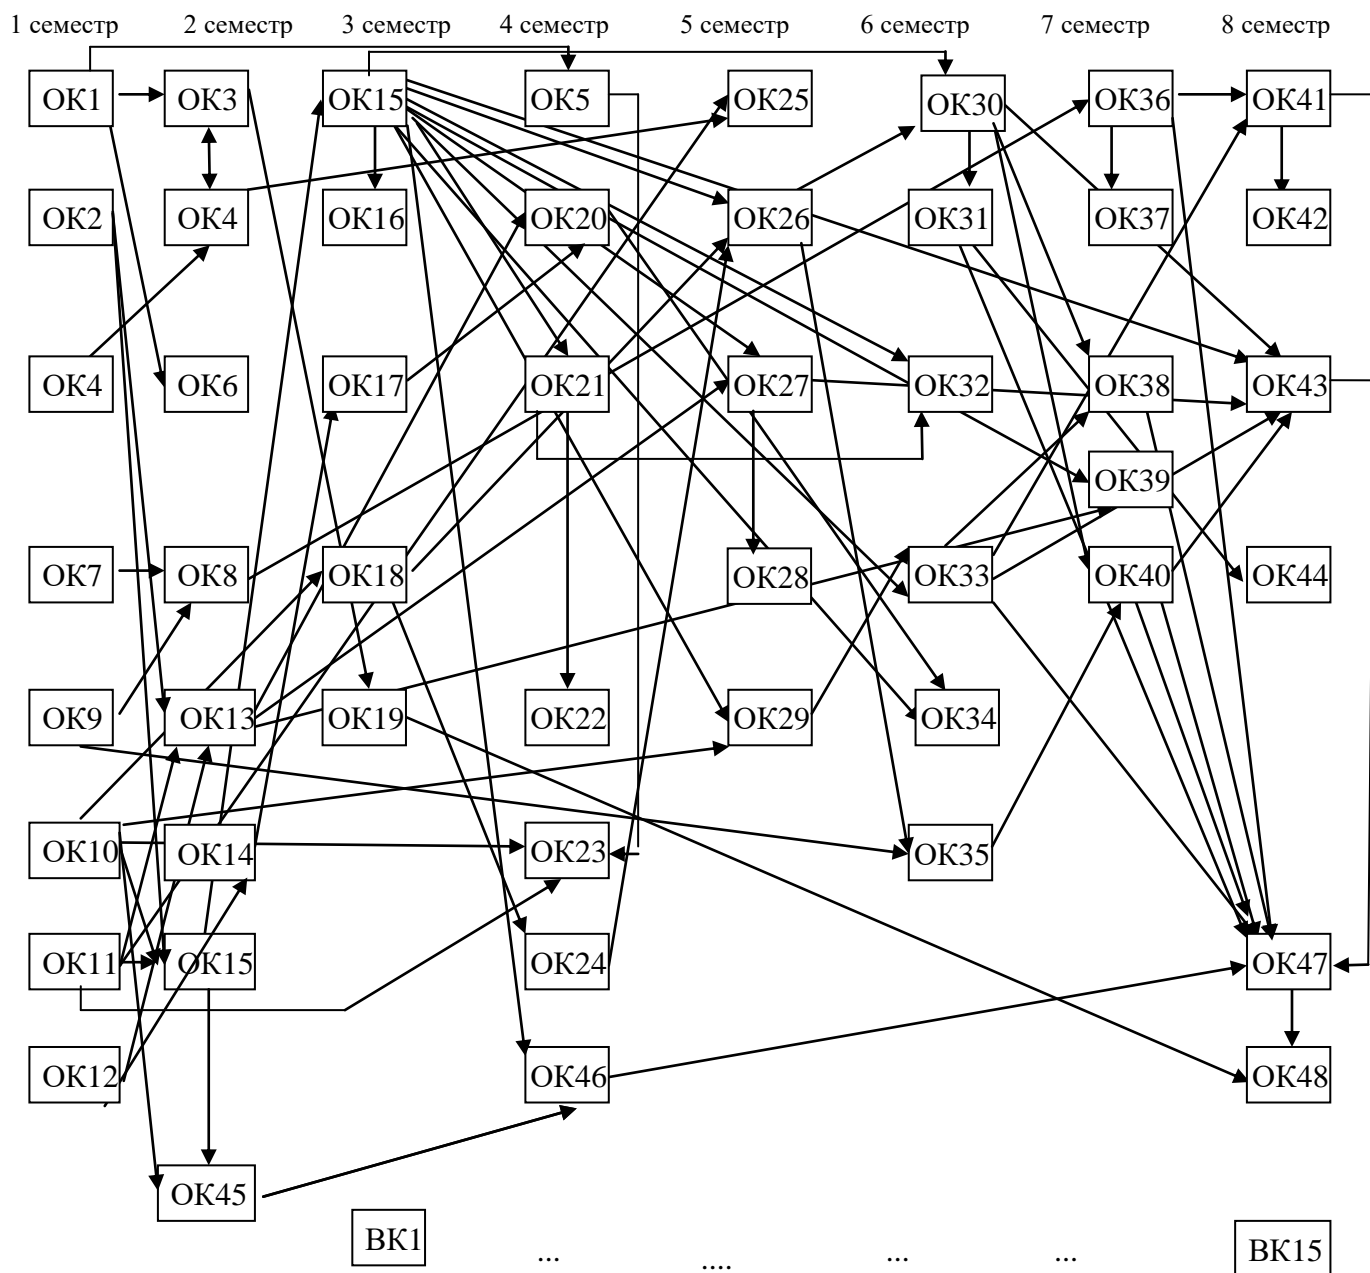 1 семестр 2 семестр 3 семестр 4 семестр 5 семестр 6 семестр 7 семестр 8 семестр
ОК1 ОК3 ОК15 ОК5 ОК25 ОК30 ОК36 ОК41
ОК2 ОК4 ОК16 ОК20 ОК26 ОК31 ОК37 ОК42
ОК4 ОК6 ОК17 ОК21 ОК27 ОК32 ОК38 ОК43
ОК39
ОК7 ОК8 ОК18 ОК28 ОК33 ОК40 ОК44
ОК9 ОК13 ОК19 ОК22 ОК29 ОК34
ОК10 ОК14 ОК23 ОК35
ОК11 ОК15 ОК24 ОК47
ОК12 ОК46 ОК48
ОК45
ВК1 ... .... ... ... ВК15